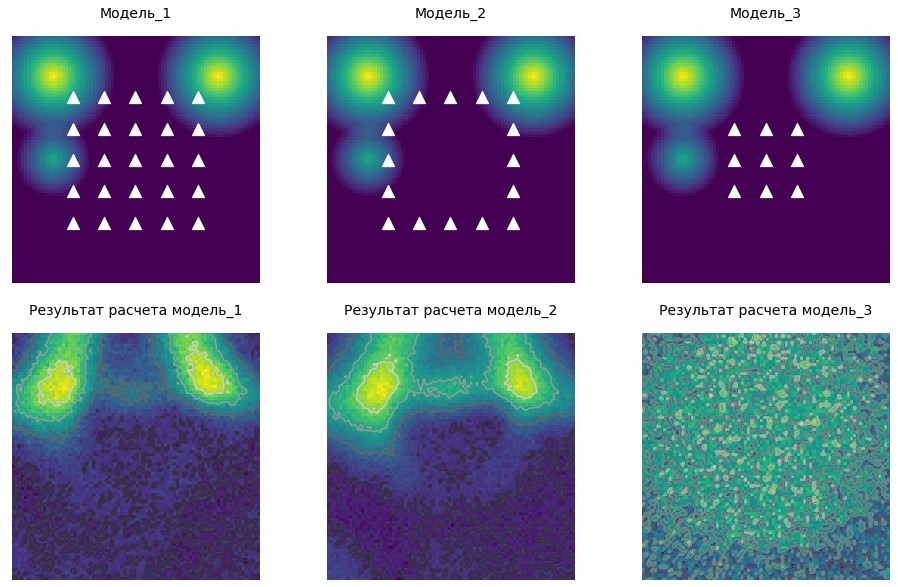 Модель_1
Модель_2
Модель_3
Результат расчета модель_1
Результат расчета модель_2
Результат расчета модель_3